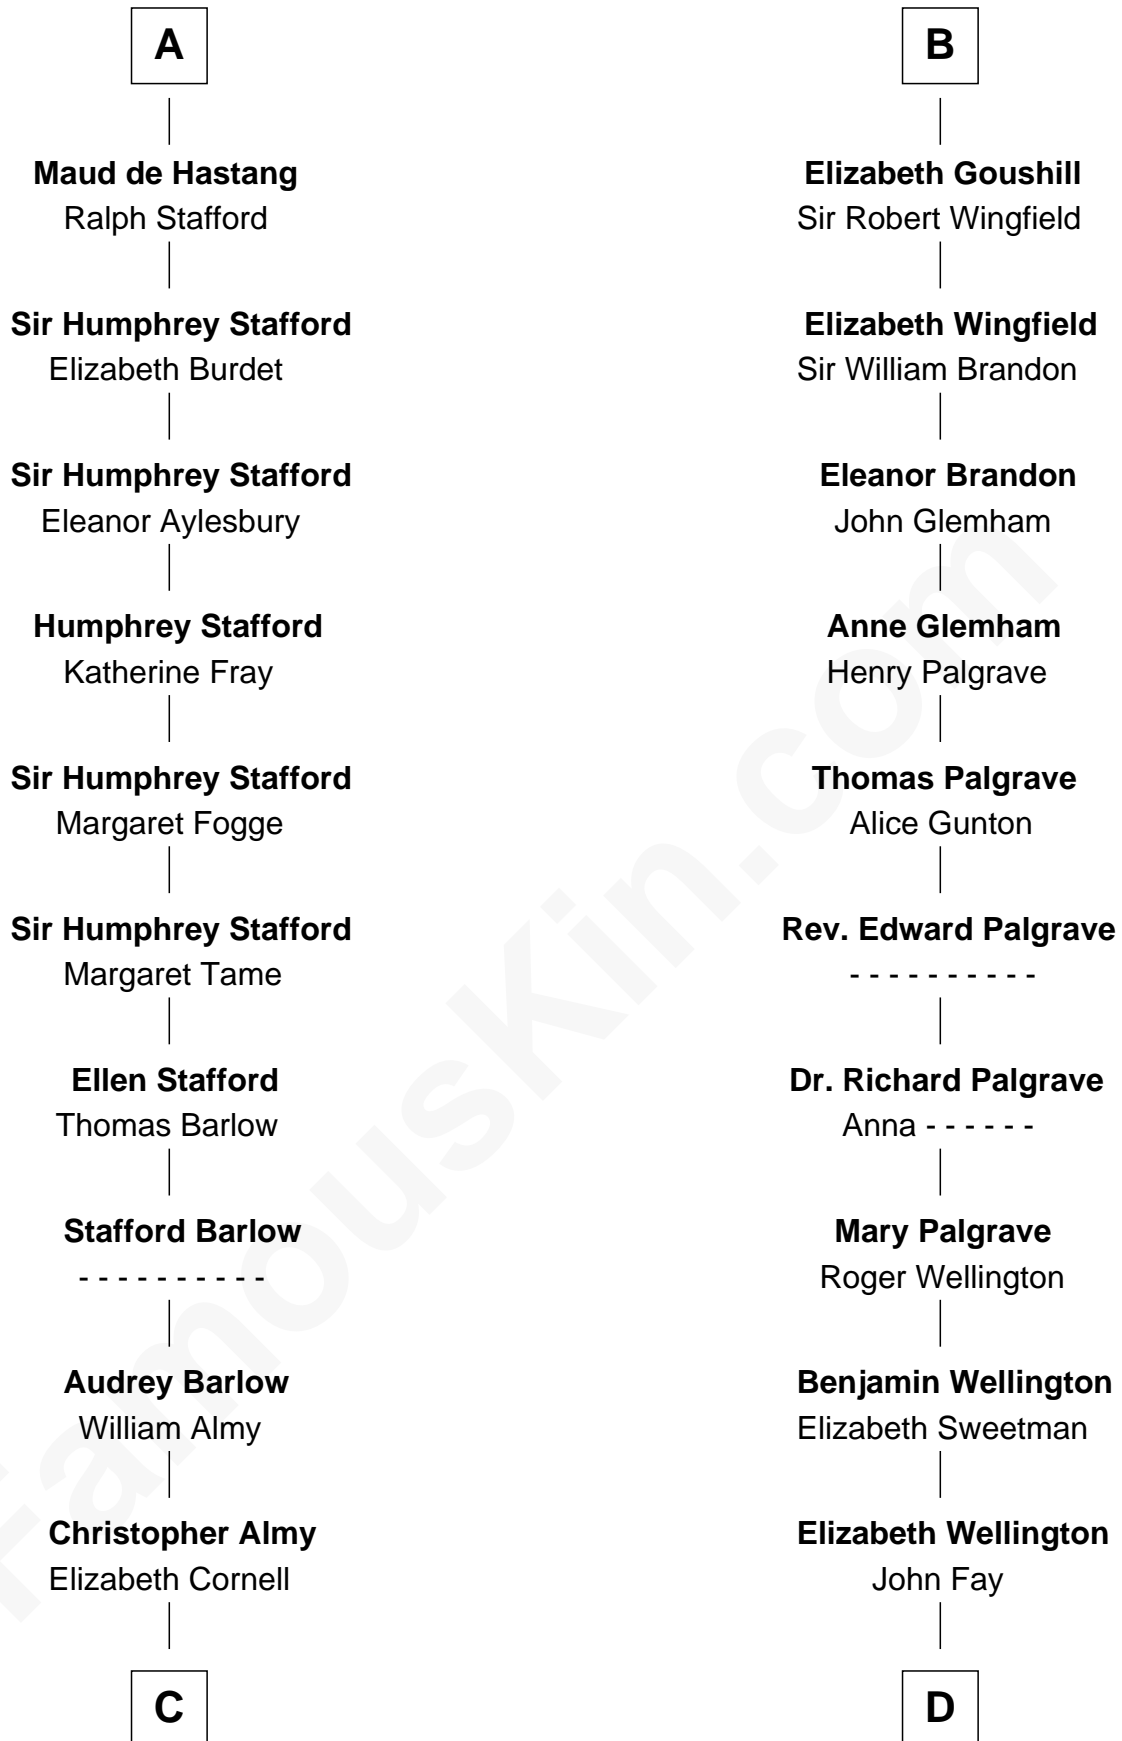 A
Maud de Hastang
Ralph Stafford
Sir Humphrey Stafford
Elizabeth Burdet
Sir Humphrey Stafford
Eleanor Aylesbury
Humphrey Stafford
Katherine Fray
Sir Humphrey Stafford
Margaret Fogge
Sir Humphrey Stafford
Margaret Tame
Ellen Stafford
Thomas Barlow
Stafford Barlow
- - - - - - - - - -
Audrey Barlow
William Almy
Christopher Almy
Elizabeth Cornell
C
B
Elizabeth Goushill
Sir Robert Wingfield
Elizabeth Wingfield
Sir William Brandon
Eleanor Brandon
John Glemham
Anne Glemham
Henry Palgrave
Thomas Palgrave
Alice Gunton
Rev. Edward Palgrave
- - - - - - - - - -
Dr. Richard Palgrave
Anna - - - - - -
Mary Palgrave
Roger Wellington
Benjamin Wellington
Elizabeth Sweetman
Elizabeth Wellington
John Fay
D
FamousKin.com